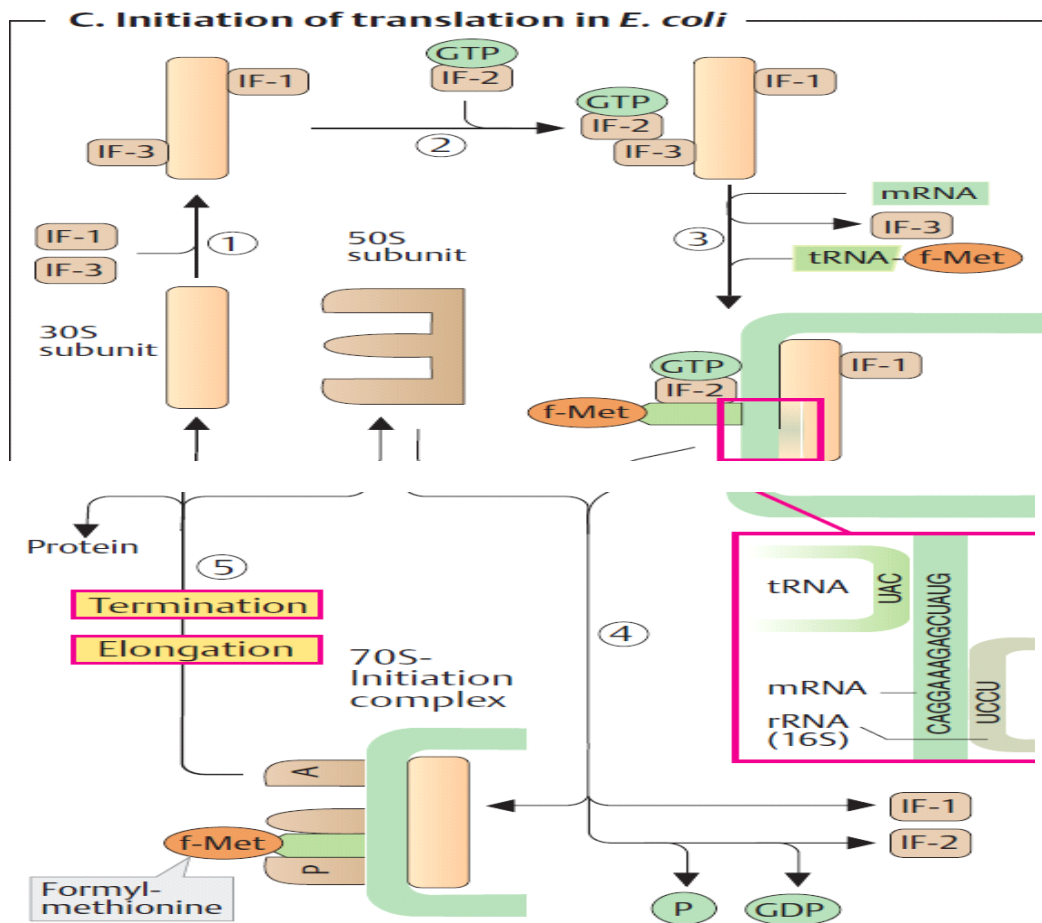 C. Initiation of translation in E. coli
GTP
IF-2
IF-1
IF-3
2
GTP
IF-2
IF-3
IF-1
IF-1
IF-3
1
50S
subunit
30S
subunit
3
mRNA
IF-3
tRNA
f-Met
GTP
IF-2
f-Met
IF-1
Protein
5
Termination
Elongation
4
70S-
Initiation
complex
tRNA
UAC
CAGGAAAGAGCUAUG
mRNA
UCCU
rRNA
(16S)
A
f-Met
P
Formyl-
methionine
IF-1
IF-2
P
GDP